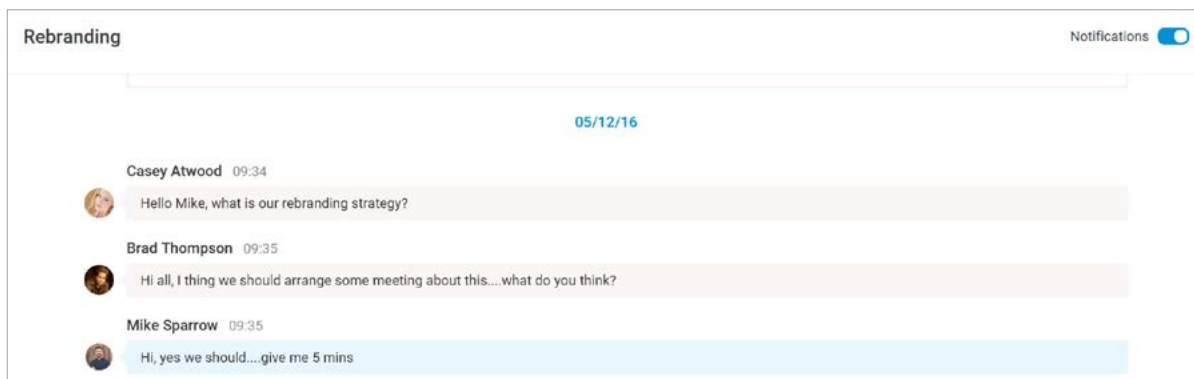 Rebranding
Notifications
05/12/16
Casey Atwood 09:34
Hello Mike, what is our rebranding strategy?
Brad Thompson 09:35
Hi all, I thing we should arrange some meeting about this....what do you think?
Mike Sparrow 09:35
Hi, yes we should....give me 5 mins